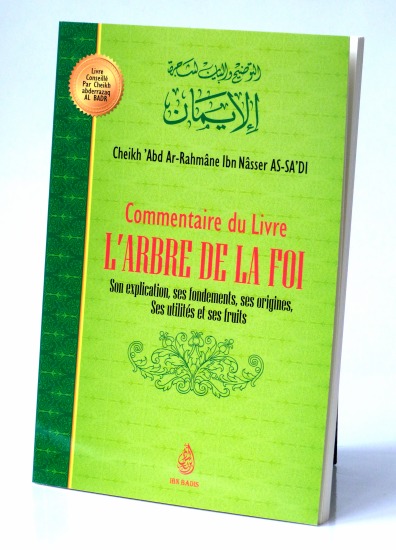 Livre
Conseillé
Par Cheikh
abderrazaq
AL BADR
التوضيح والبيان لشجرة
الإيمان
Cheikh 'Abd Ar-Rahmâne Ibn Nâsser AS-SA'DI
Commentaire du Livre
L'ARBRE DE LA FOI
Son explication, ses fondements, ses origines,
Ses utilités et ses fruits
IBN BADIS